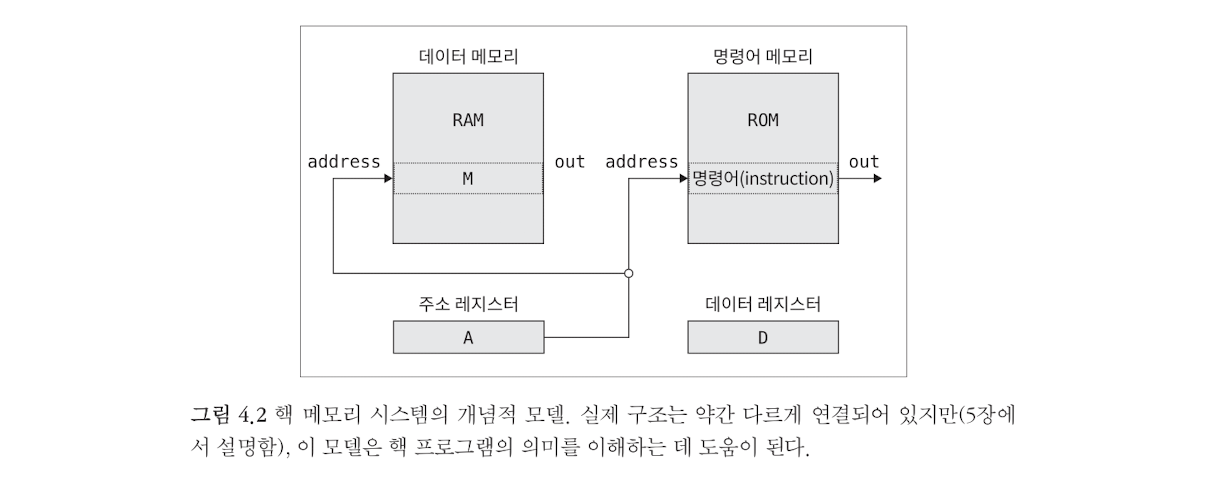 데이터 메모리
명령어 메모리
RAM
ROM
address
out
address
out
M
명령어(instruction)
주소 레지스터
데이터 레지스터
A
D
그림 4.2 핵 메모리 시스템의 개념적 모델. 실제 구조는 약간 다르게 연결되어 있지만(5장에
서 설명함), 이 모델은 핵 프로그램의 의미를 이해하는 데 도움이 된다.